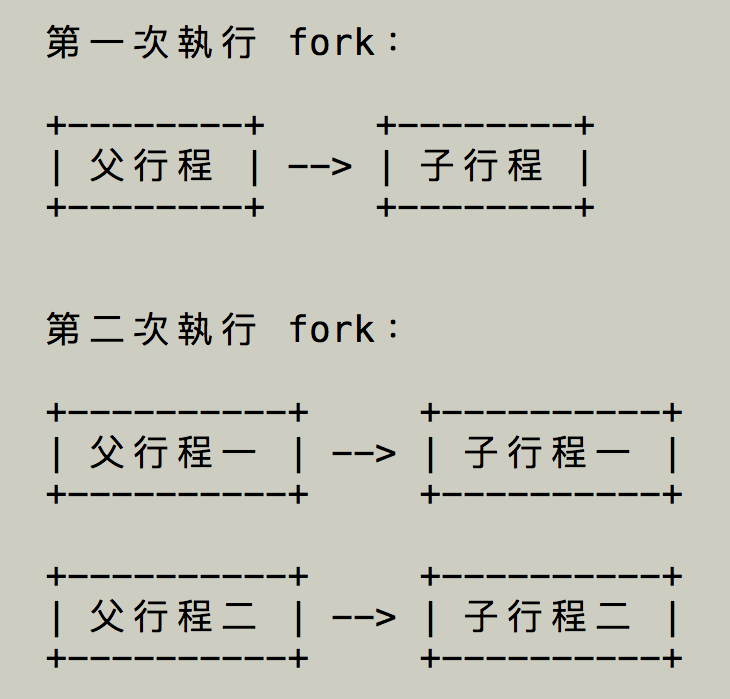 第一次執行 fork：
+--------+     +--------+
| 父行程 | --> | 子行程 |
+--------+     +--------+
第二次執行 fork：
+----------+     +----------+
| 父行程一 | --> | 子行程一 |
+----------+     +----------+
+----------+     +----------+
| 父行程二 | --> | 子行程二 |
+----------+     +----------+